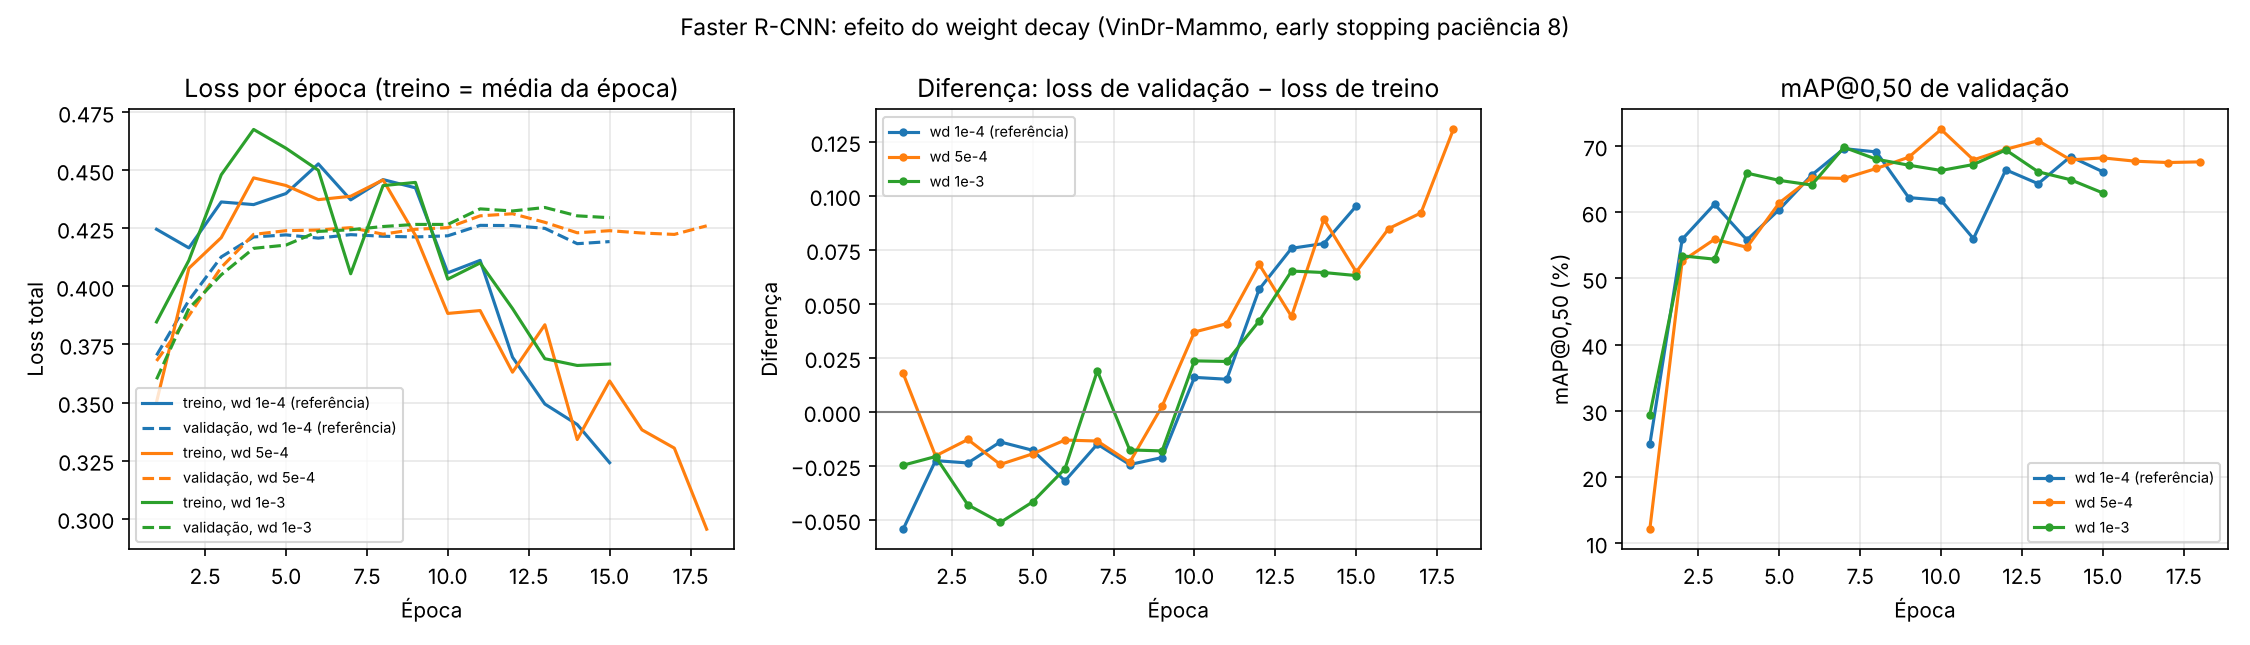 Faster R-CNN: efeito do weight decay (VinDr-Mammo, early stopping paciência 8)
Loss por época (treino = média da época)
Loss total
0.475
0.450
0.425
0.400
0.375
0.350
0.325
0.300
treino, wd 1e-4 (referência)
validação, wd 1e-4 (referência)
treino, wd 5e-4
validação, wd 5e-4
treino, wd 1e-3
validação, wd 1e-3
2.5 5.0 7.5 10.0 12.5 15.0 17.5
Época
Diferença: loss de validação − loss de treino
Diferença
0.125
0.100
0.075
0.050
0.025
0.000
−0.025
−0.050
wd 1e-4 (referência)
wd 5e-4
wd 1e-3
2.5 5.0 7.5 10.0 12.5 15.0 17.5
Época
mAP@0,50 de validação
mAP@0,50 (%)
70
60
50
40
30
20
10
wd 1e-4 (referência)
wd 5e-4
wd 1e-3
2.5 5.0 7.5 10.0 12.5 15.0 17.5
Época